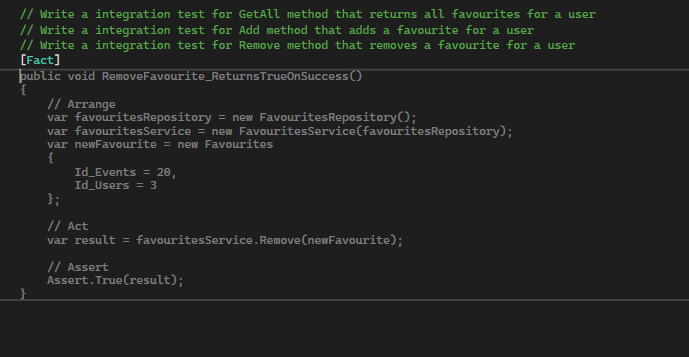 // Write a integration test for GetAll method that returns all favourites for a user
// Write a integration test for Add method that adds a favourite for a user
// Write a integration test for Remove method that removes a favourite for a user
[Fact]
public void RemoveFavourite_ReturnsTrueOnSuccess()
{
    // Arrange
    var favouritesRepository = new FavouritesRepository();
    var favouritesService = new FavouritesService(favouritesRepository);
    var newFavourite = new Favourites
    {
        Id_Events = 20,
        Id_Users = 3
    };

    // Act
    var result = favouritesService.Remove(newFavourite);

    // Assert
    Assert.True(result);
}